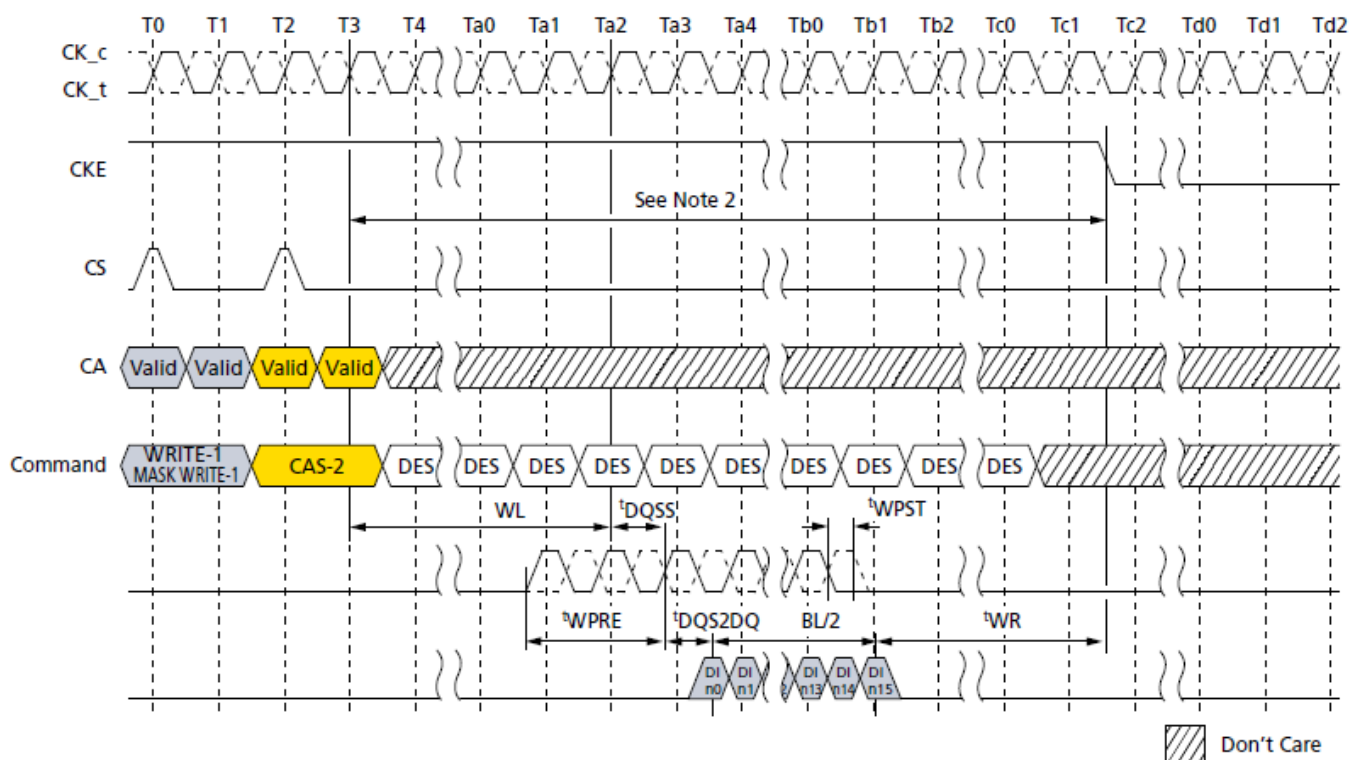 T0 T1 T2 T3 T4 Ta0 Ta1 Ta2 Ta3 Ta4 Tb0 Tb1 Tb2 Tc0 Tc1 Tc2 Td0 Td1 Td2
CK_c
CK_t
CKE
See Note 2
CS
CA Valid Valid Valid Valid
Command WRITE-1 MASK WRITE-1 CAS-2 DES DES DES DES DES DES DES DES DES DES
WL tDQSS tWPST
tWPRE tDQS2DQ BL/2 tWR
DI n0 DI n1 DI n13 DI n14 DI n15
Don't Care